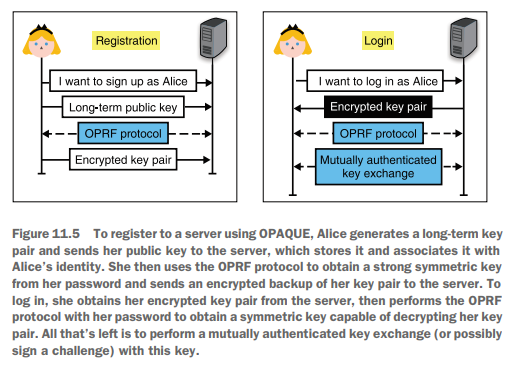 Registration
I want to sign up as Alice
Long-term public key
OPRF protocol
Encrypted key pair
Login
I want to log in as Alice
Encrypted key pair
OPRF protocol
Mutually authenticated
key exchange
Figure 11.5 To register to a server using OPAQUE, Alice generates a long-term key
pair and sends her public key to the server, which stores it and associates it with
Alice's identity. She then uses the OPRF protocol to obtain a strong symmetric key
from her password and sends an encrypted backup of her key pair to the server. To
log in, she obtains her encrypted key pair from the server, then performs the OPRF
protocol with her password to obtain a symmetric key capable of decrypting her key
pair. All that's left is to perform a mutually authenticated key exchange (or possibly
sign a challenge) with this key.